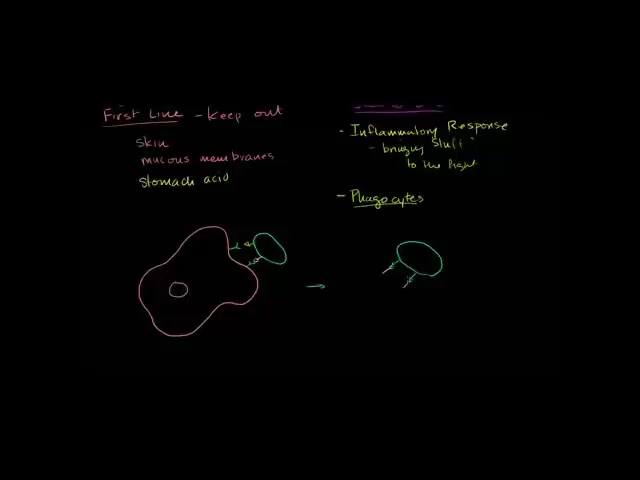 First Line - Keep out
skin
mucous membranes
stomach acid
- Inflammatory Response
- bringing stuff
to the fight
- Phagocytes